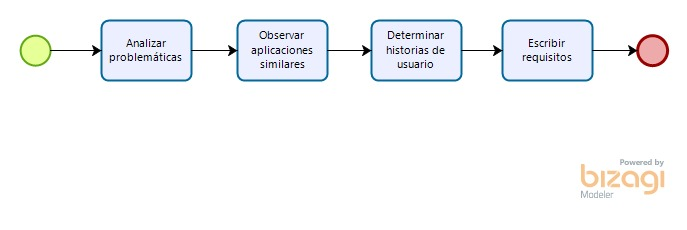 Analizar
problemáticas
Observar
aplicaciones
similares
Determinar
historias de
usuario
Escribir
requisitos
Powered by
bizagi
Modeler